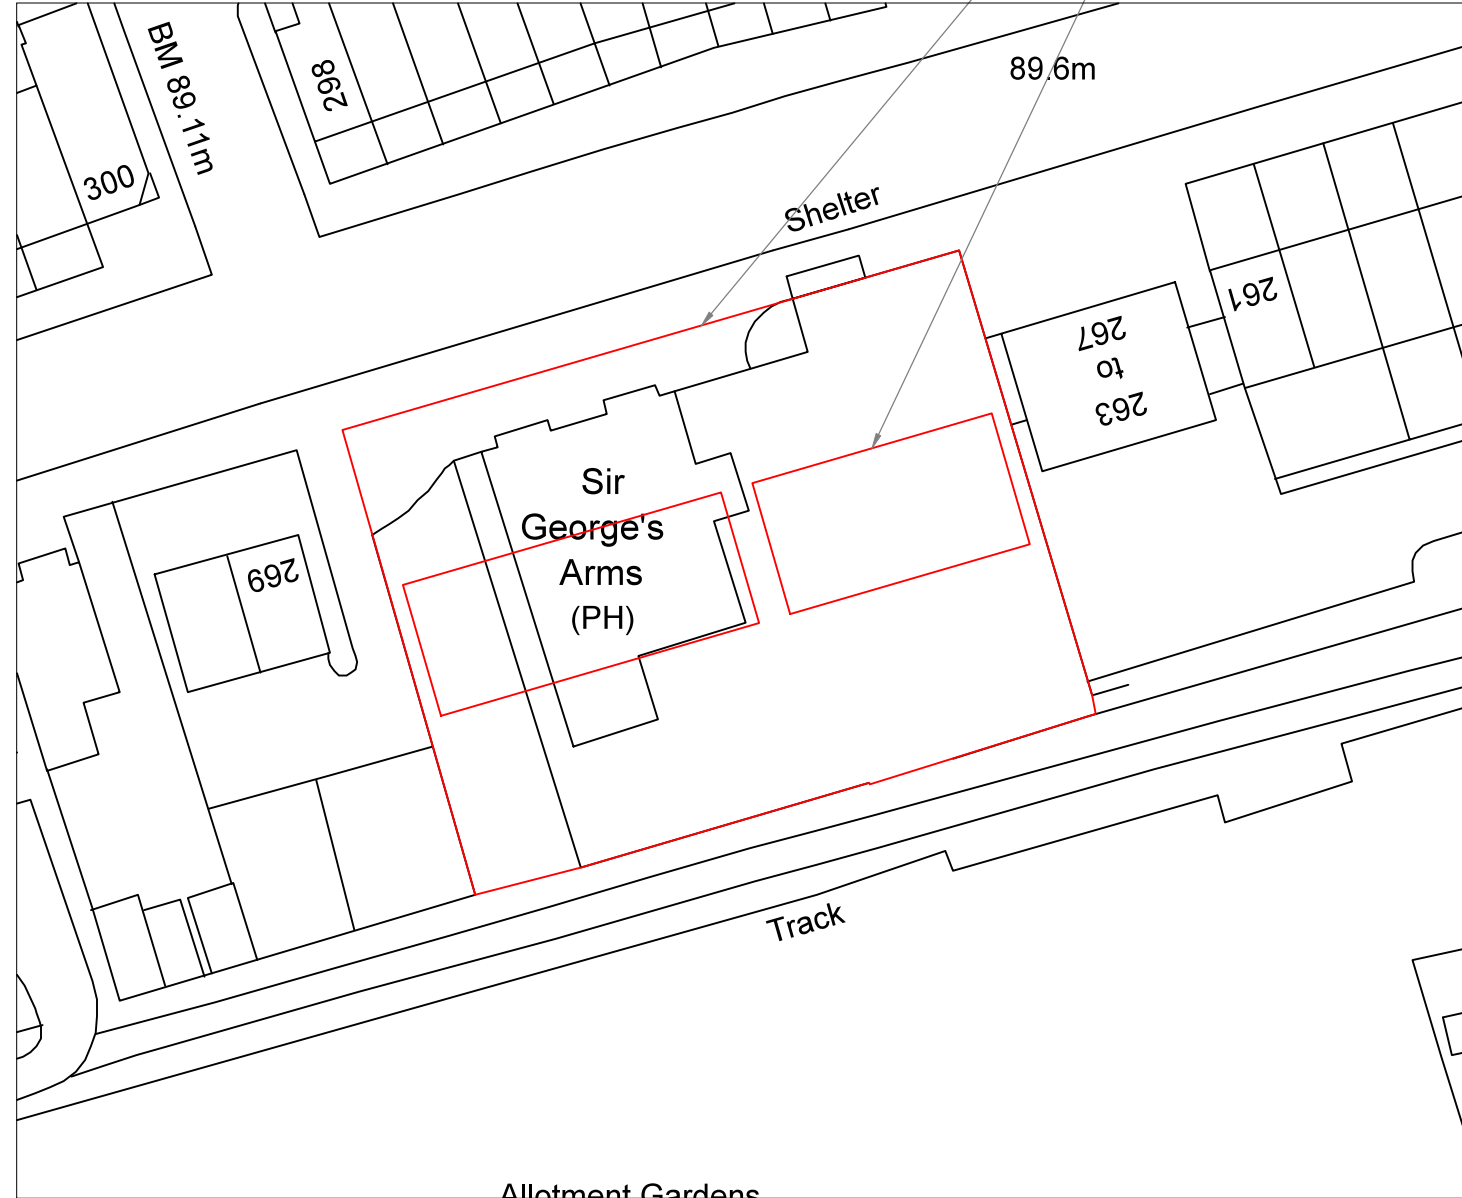 BM 89.11m
298
89.6m
300
Shelter
261
267
to
263
Sir
George's
Arms
(PH)
269
Track
Allotment Gardens